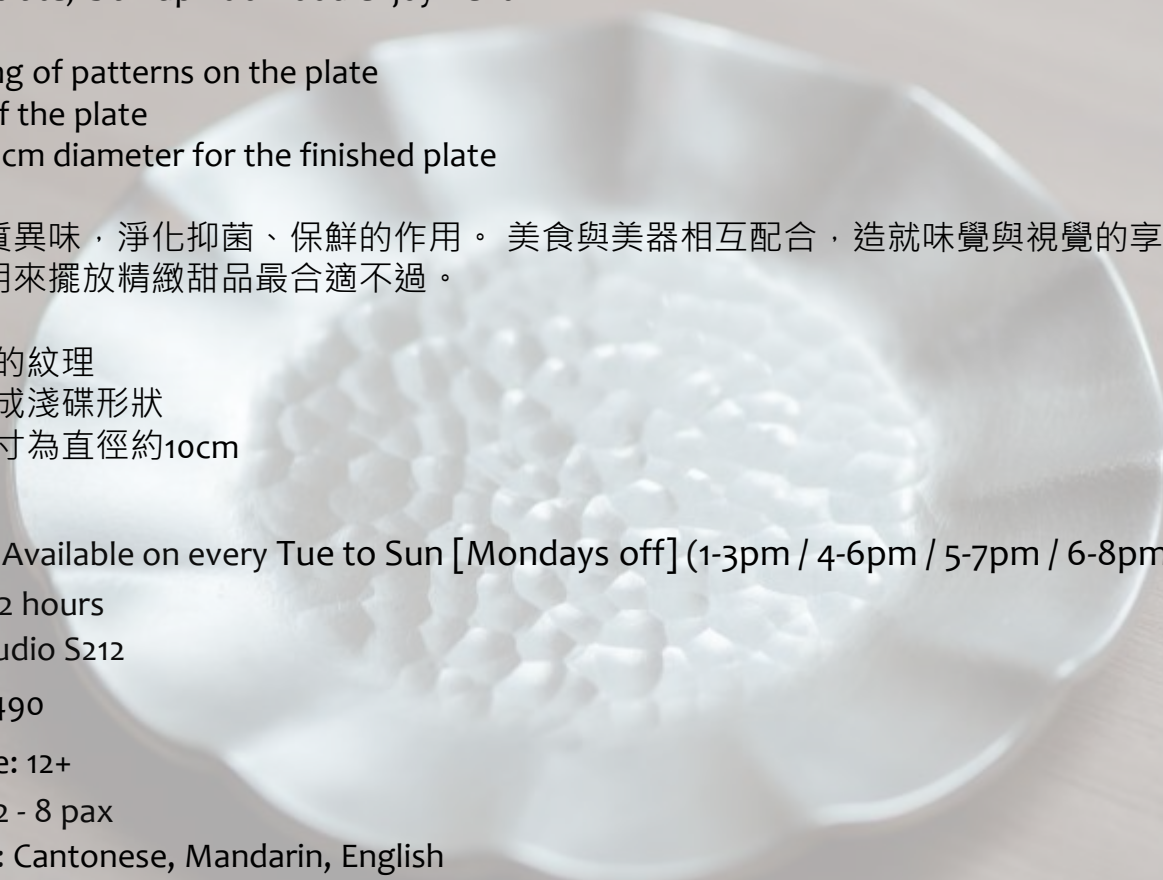 ng of patterns on the plate
f the plate
cm diameter for the finished plate
質異味，淨化抑菌、保鮮的作用。 美食與美器相互配合，造就味覺與視覺的享
用來擺放精緻甜品最合適不過。
的紋理
成淺碟形狀
寸為直徑約10cm
Available on every Tue to Sun [Mondays off] (1-3pm / 4-6pm / 5-7pm / 6-8pm
2 hours
udio S212
490
e: 12+
2 - 8 pax
: Cantonese, Mandarin, English